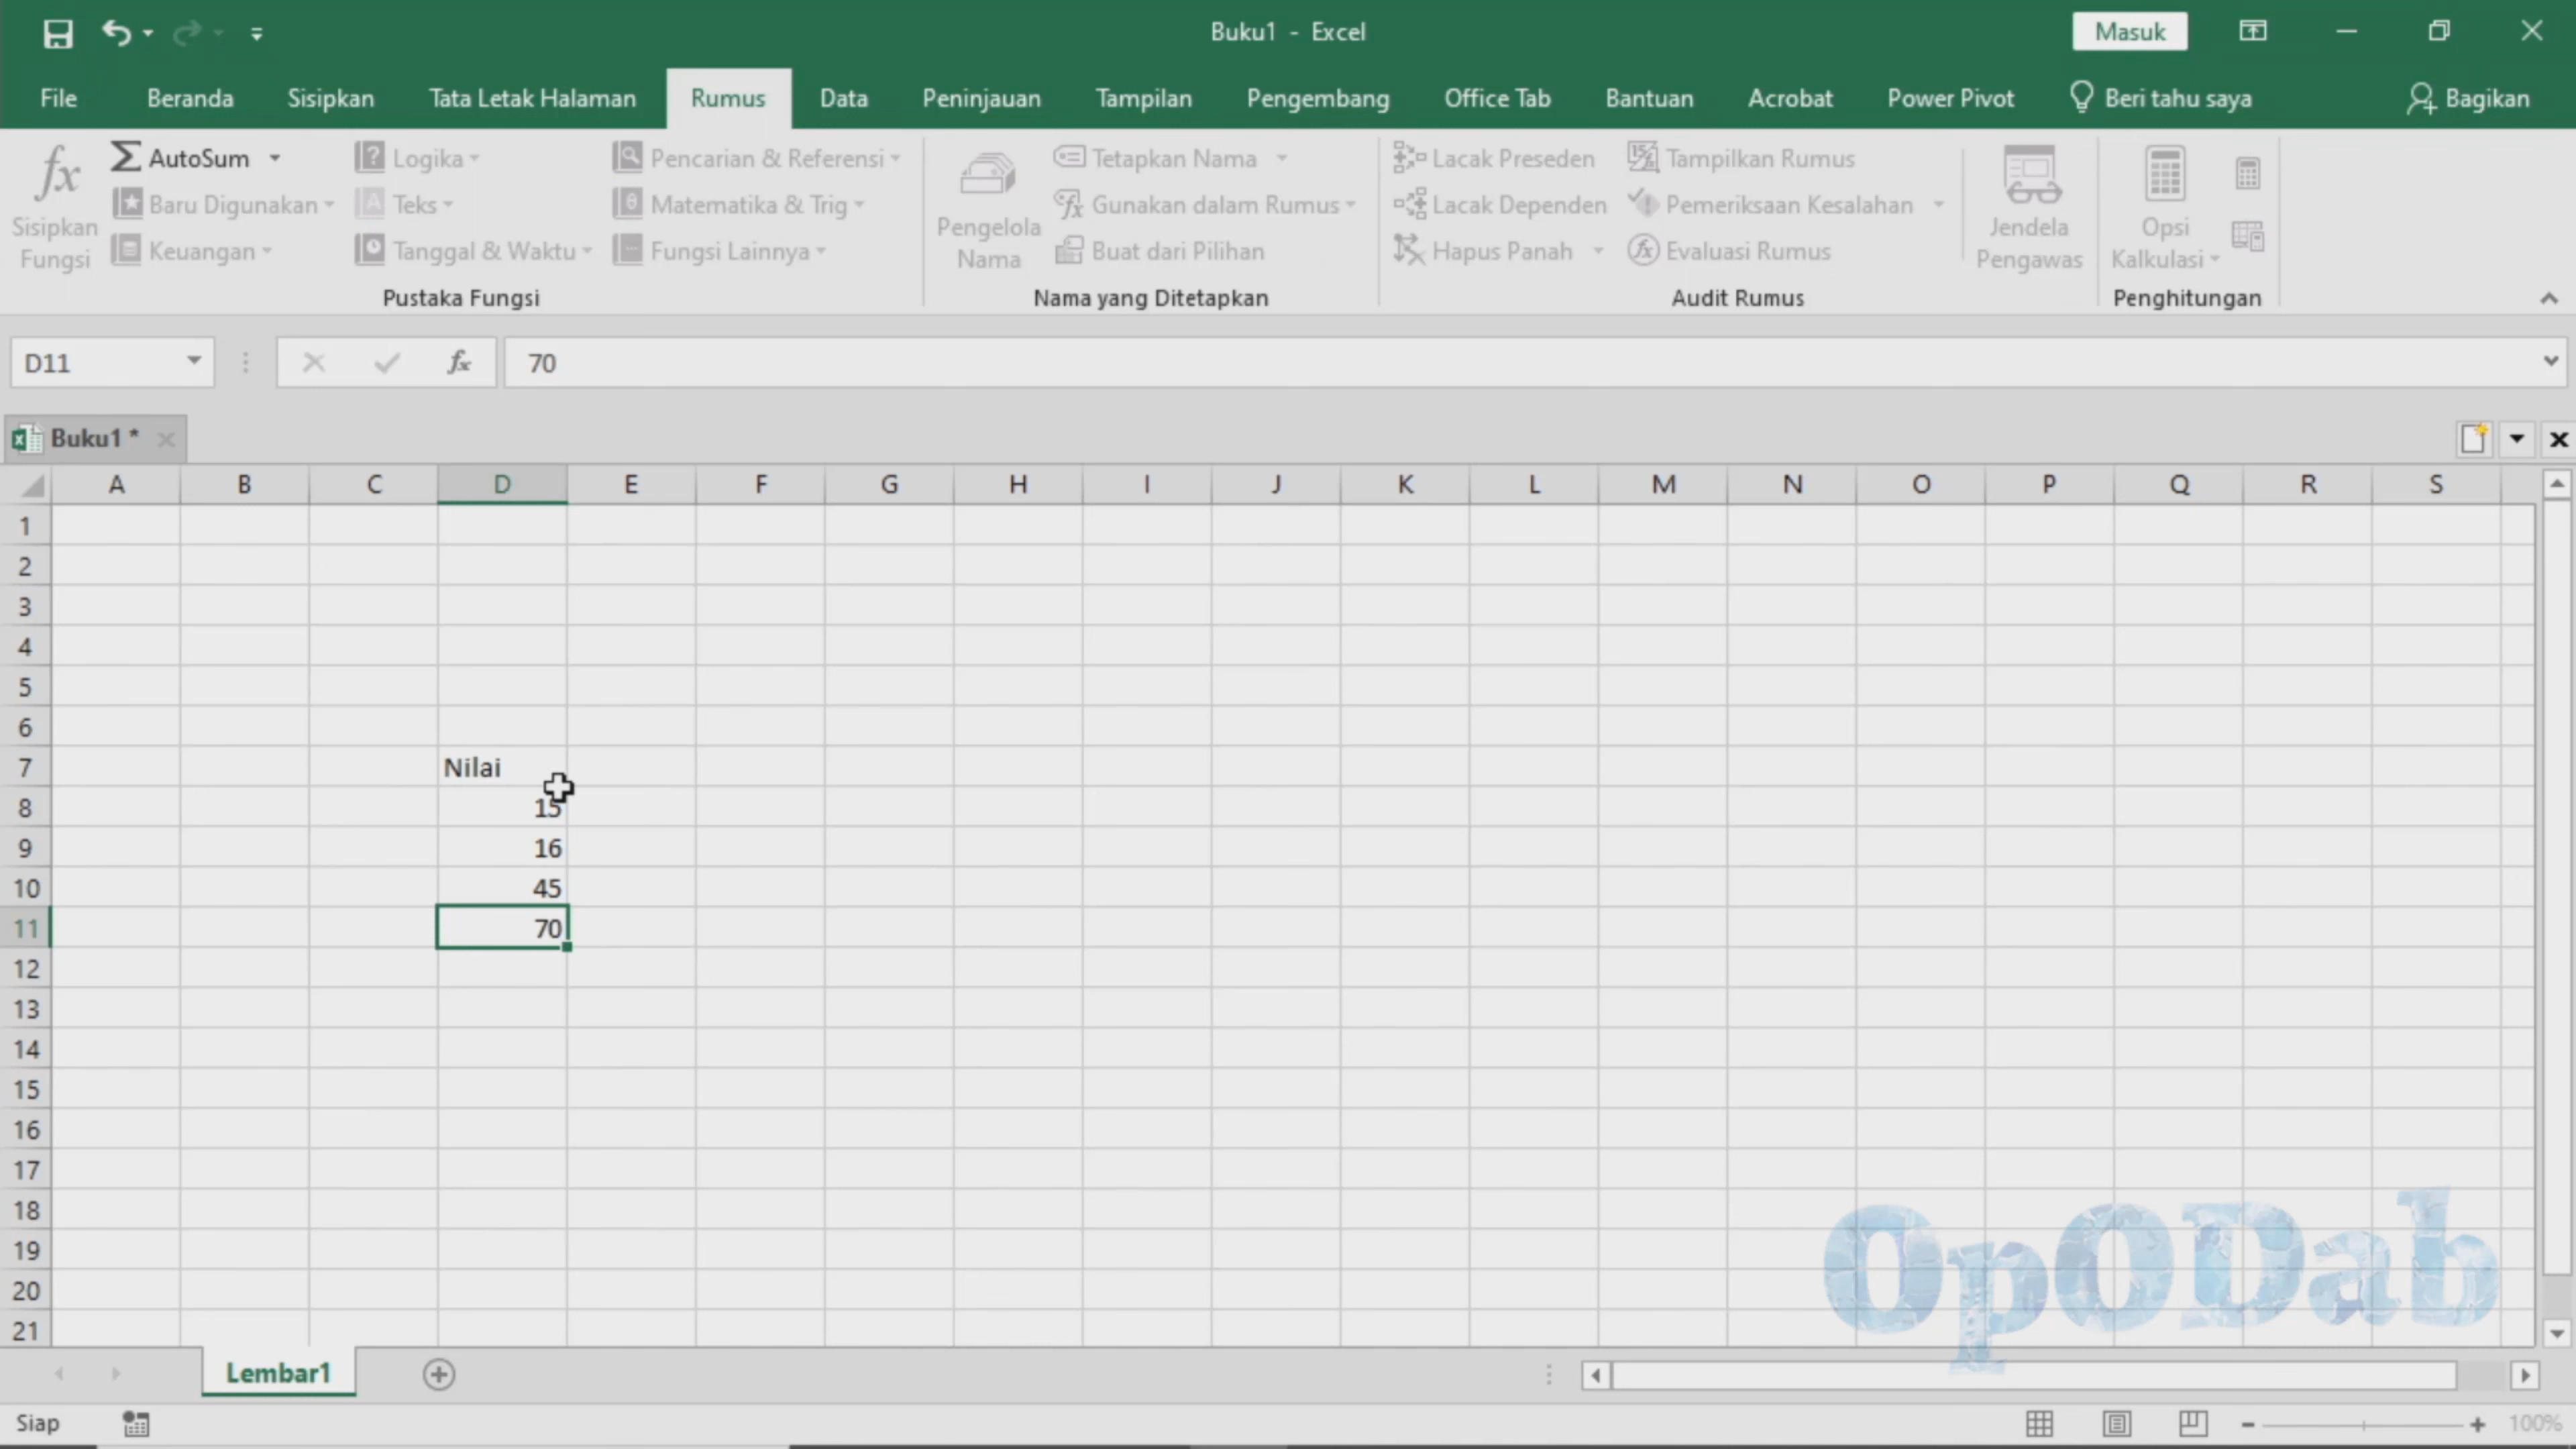 Buku1 - Excel
Masuk
File Beranda Sisipkan Tata Letak Halaman Rumus Data Peninjauan Tampilan Pengembang Office Tab Bantuan Acrobat Power Pivot Beri tahu saya Bagikan
fx Sisipkan Fungsi
Σ AutoSum
Baru Digunakan
Keuangan
Logika
Teks
Tanggal & Waktu
Pencarian & Referensi
Matematika & Trig
Fungsi Lainnya
Pustaka Fungsi
Pengelola Nama
Tetapkan Nama
Gunakan dalam Rumus
Buat dari Pilihan
Nama yang Ditetapkan
Lacak Preseden
Lacak Dependen
Hapus Panah
Tampilkan Rumus
Pemeriksaan Kesalahan
Evaluasi Rumus
Audit Rumus
Jendela Pengawas
Opsi Kalkulasi
Penghitungan
D11 fx 70
Buku1 *
A B C D E F G H I J K L M N O P Q R S
1
2
3
4
5
6
7 Nilai
8 15
9 16
10 45
11 70
12
13
14
15
16
17
18
19
20
21
OpODab
Lembar1
Siap 100%